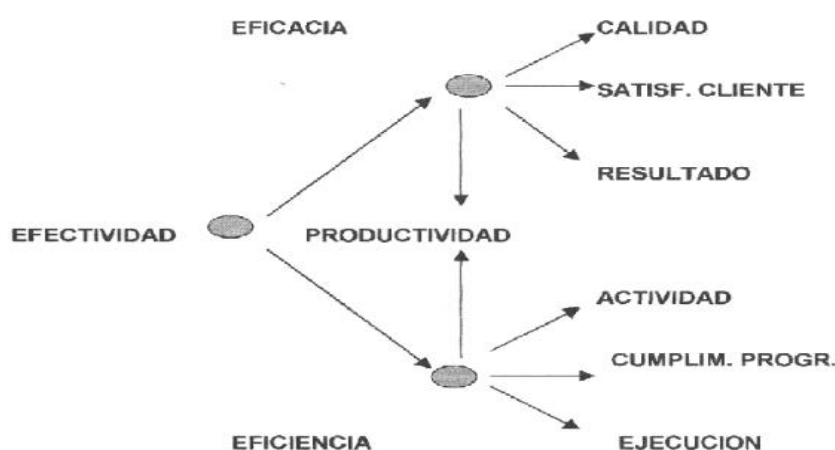 EFICACIA
CALIDAD
SATISF. CLIENTE
RESULTADO
EFECTIVIDAD
PRODUCTIVIDAD
ACTIVIDAD
CUMPLIM. PROGR.
EFICIENCIA
EJECUCION